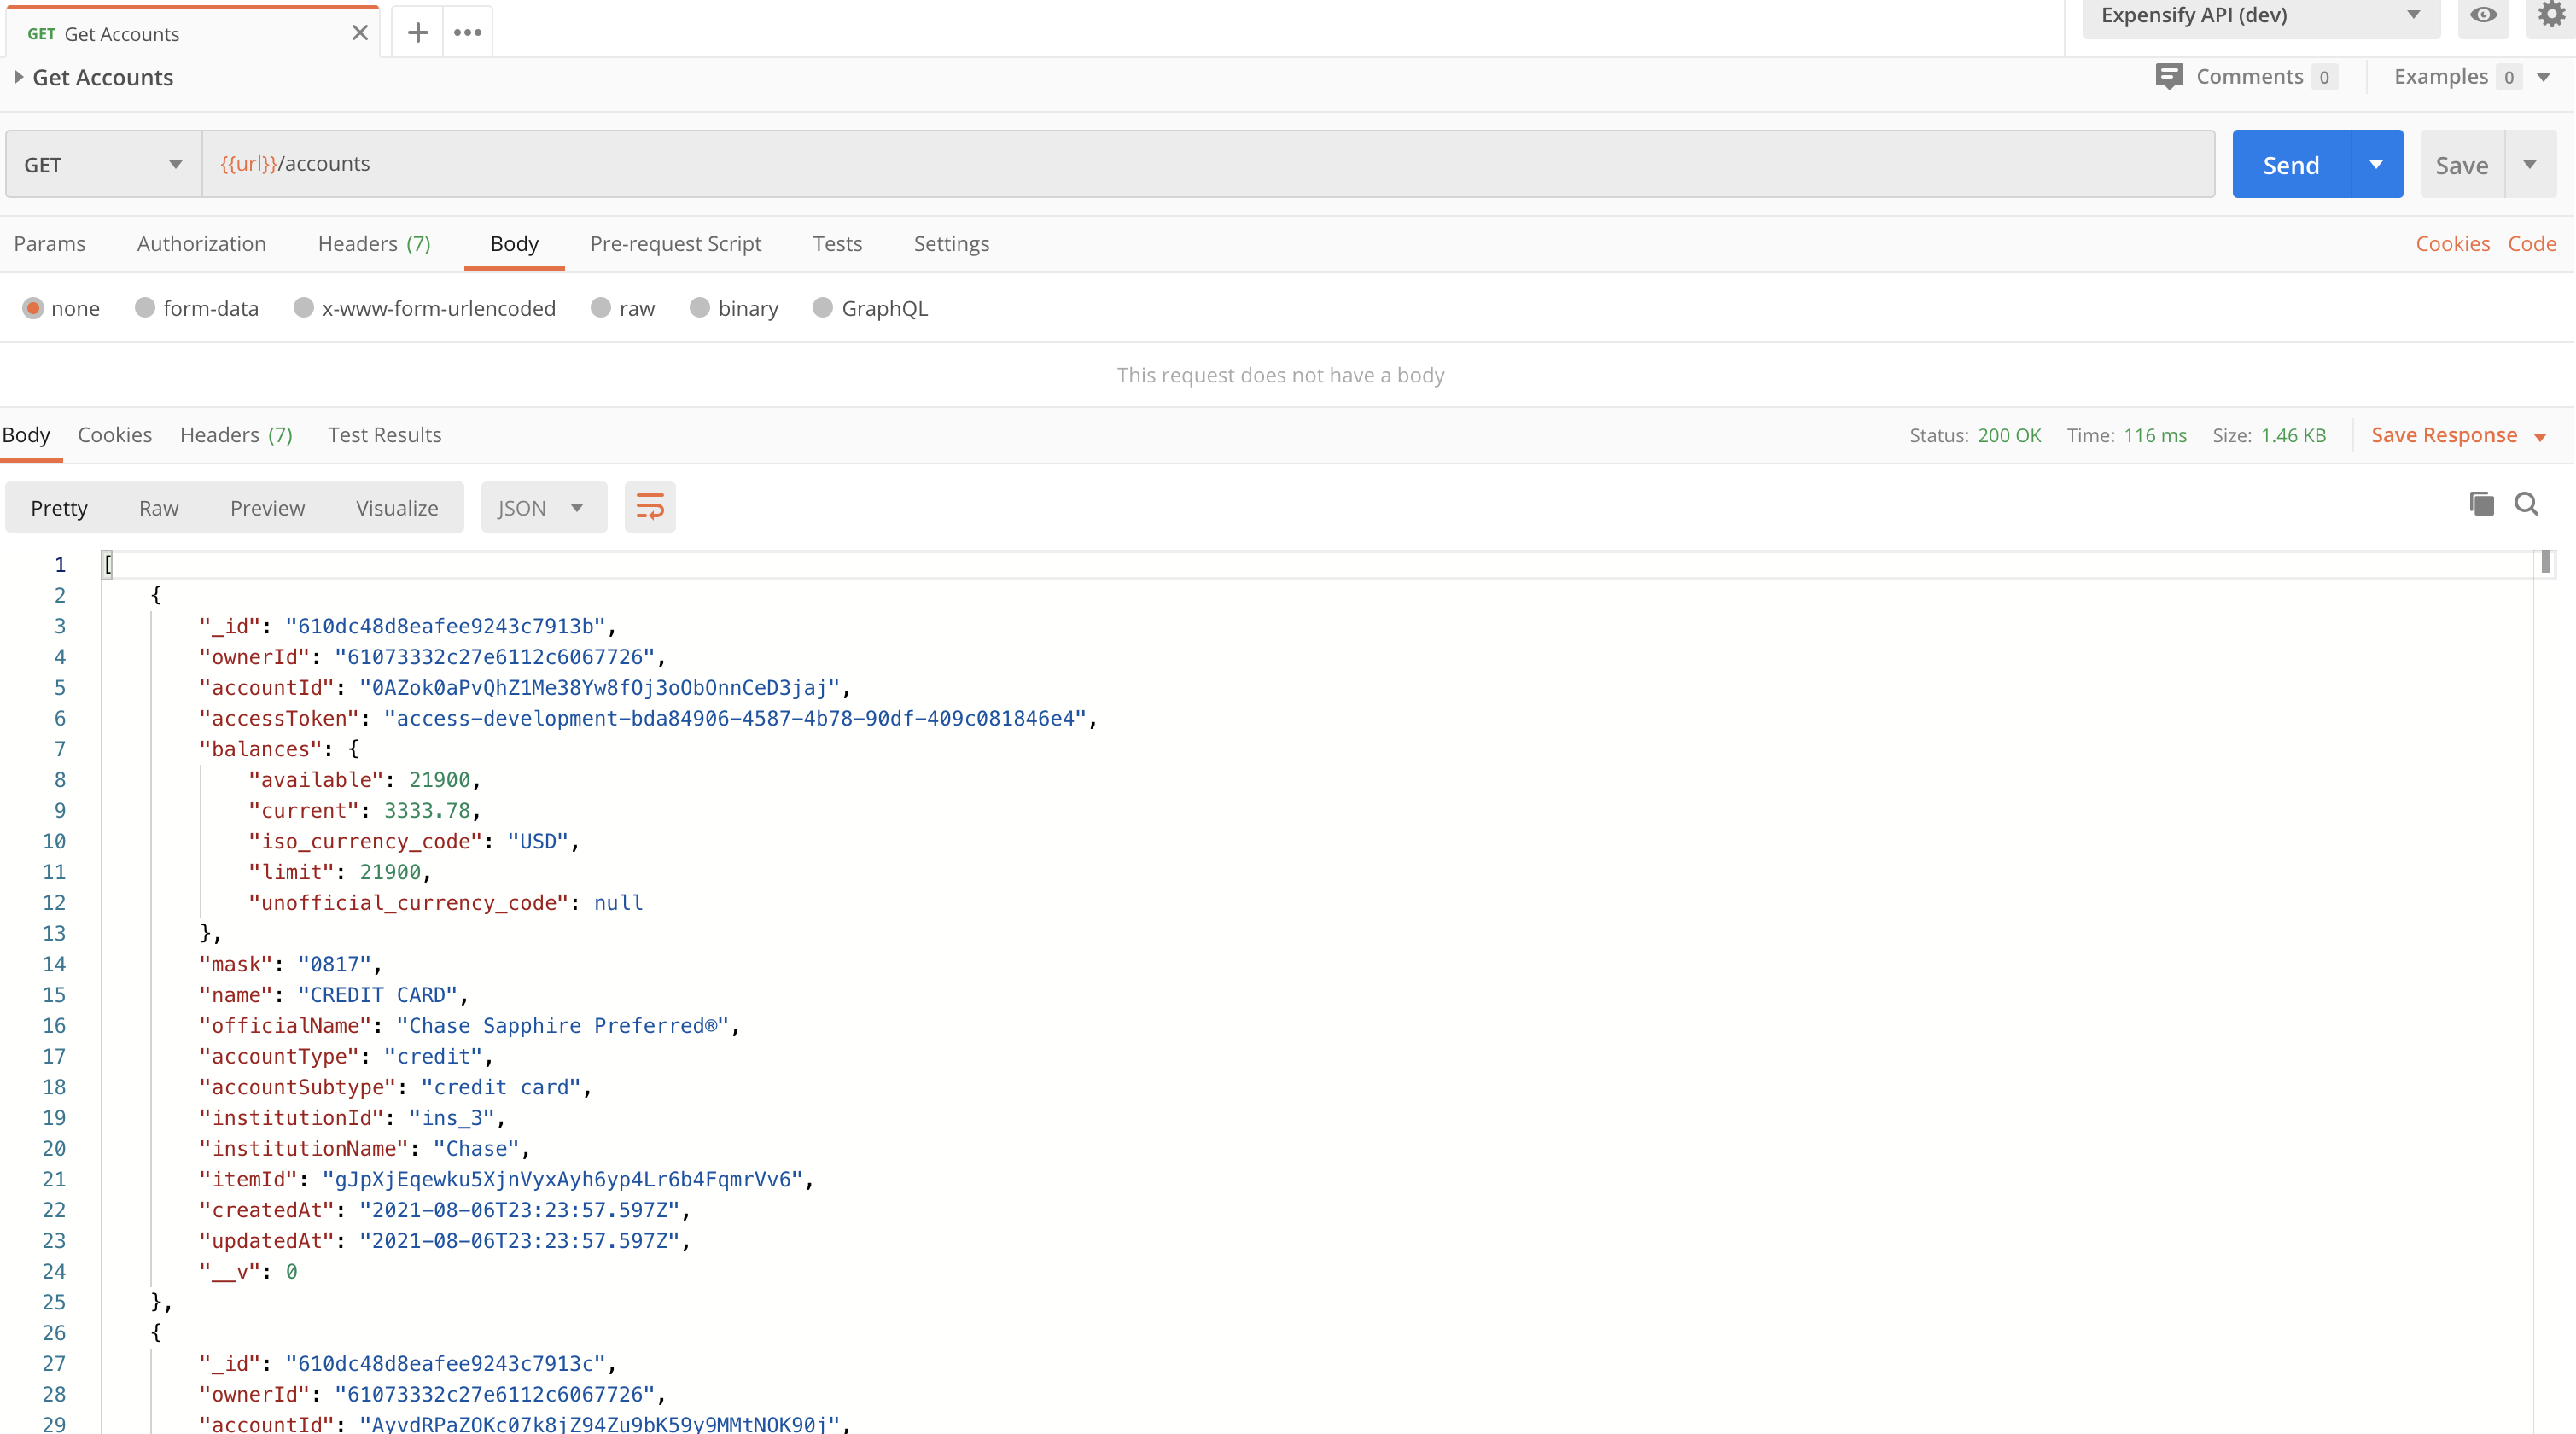 GET Get Accounts
Expensify API (dev)
Get Accounts
Comments 0 Examples 0
GET {{url}}/accounts Send Save
Params Authorization Headers (7) Body Pre-request Script Tests Settings Cookies Code
none form-data x-www-form-urlencoded raw binary GraphQL
This request does not have a body
Body Cookies Headers (7) Test Results Status: 200 OK Time: 116 ms Size: 1.46 KB Save Response
Pretty Raw Preview Visualize JSON
1 [
2 {
3 "_id": "610dc48d8eafee9243c7913b",
4 "ownerId": "61073332c27e6112c6067726",
5 "accountId": "0AZok0aPvQhZ1Me38Yw8fOj3oObOnnCeD3jaj",
6 "accessToken": "access-development-bda84906-4587-4b78-90df-409c081846e4",
7 "balances": {
8 "available": 21900,
9 "current": 3333.78,
10 "iso_currency_code": "USD",
11 "limit": 21900,
12 "unofficial_currency_code": null
13 },
14 "mask": "0817",
15 "name": "CREDIT CARD",
16 "officialName": "Chase Sapphire Preferred®",
17 "accountType": "credit",
18 "accountSubtype": "credit card",
19 "institutionId": "ins_3",
20 "institutionName": "Chase",
21 "itemId": "gJpXjEqewku5XjnVyxAyh6yp4Lr6b4FqmrVv6",
22 "createdAt": "2021-08-06T23:23:57.597Z",
23 "updatedAt": "2021-08-06T23:23:57.597Z",
24 "__v": 0
25 },
26 {
27 "_id": "610dc48d8eafee9243c7913c",
28 "ownerId": "61073332c27e6112c6067726",
29 "accountId": "AyvdRPaZOKc07k8jZ94Zu9bK59y9MMtNOK90j",